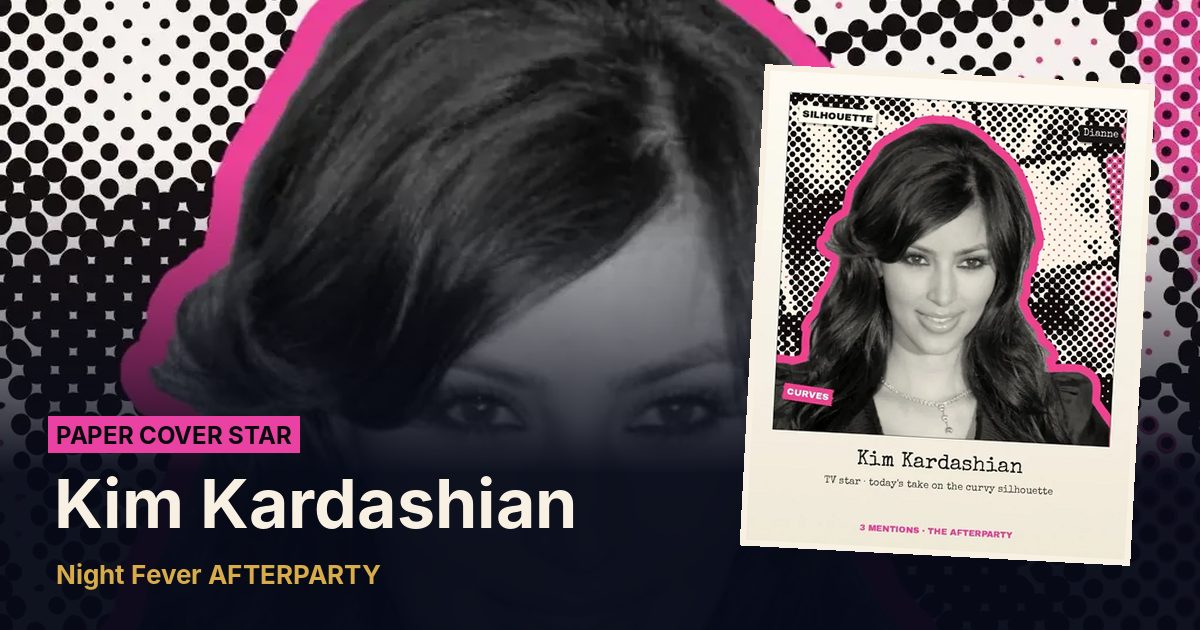 PAPER COVER STAR
Kim Kardashian
Night Fever AFTERPARTY
SILHOUETTE
Dianne
CURVES
Kim Kardashian
TV star · today's take on the curvy silhouette
3 MENTIONS · THE AFTERPARTY